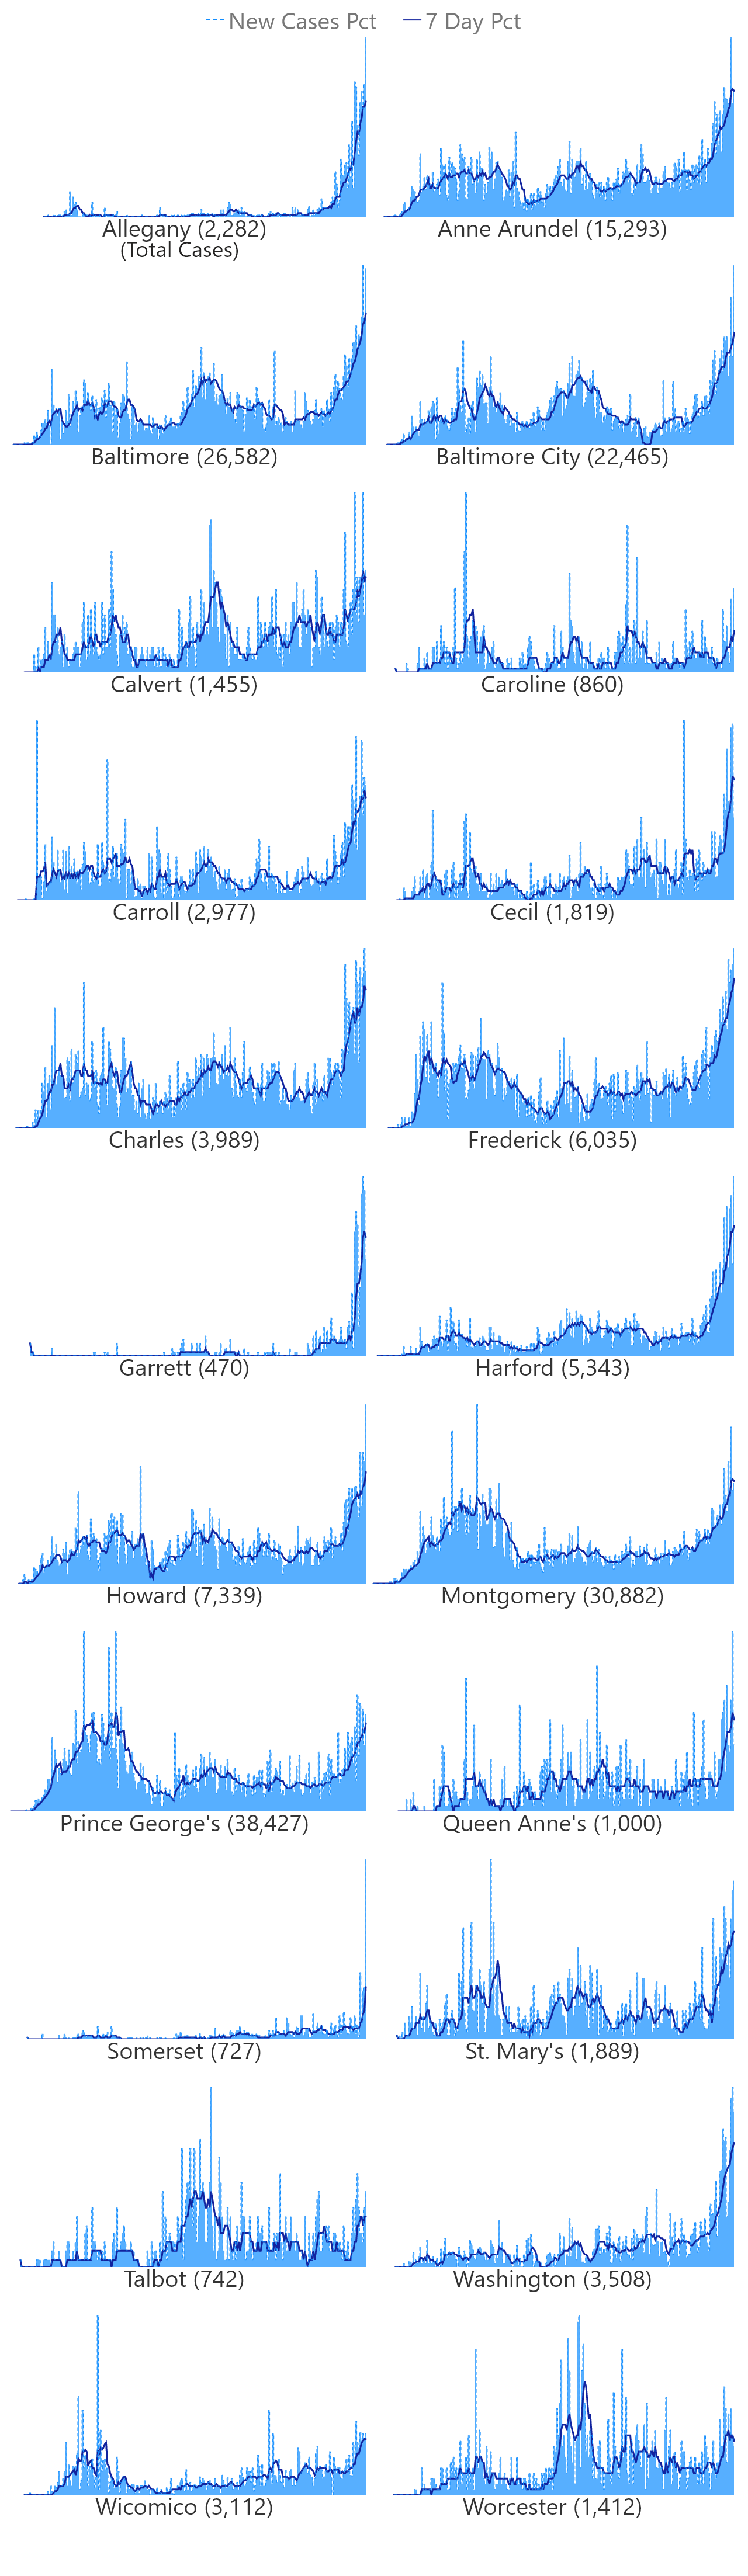 New Cases Pct 7 Day Pct
Allegany (2,282) Anne Arundel (15,293)
(Total Cases)
Baltimore (26,582) Baltimore City (22,465)
Calvert (1,455) Caroline (860)
Carroll (2,977) Cecil (1,819)
Charles (3,989) Frederick (6,035)
Garrett (470) Harford (5,343)
Howard (7,339) Montgomery (30,882)
Prince George's (38,427) Queen Anne's (1,000)
Somerset (727) St. Mary's (1,889)
Talbot (742) Washington (3,508)
Wicomico (3,112) Worcester (1,412)